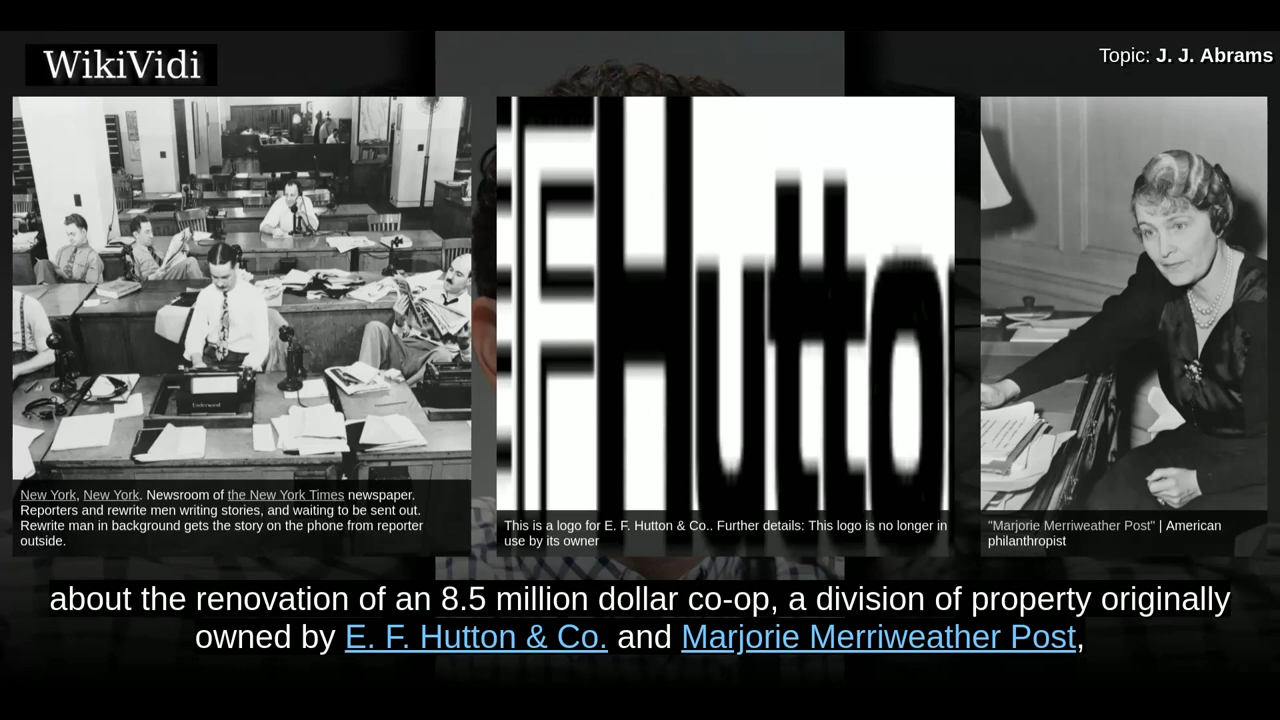 WikiVidi
Topic: J. J. Abrams
E F Hutto
Underwood
New York, New York. Newsroom of the New York Times newspaper.
Reporters and rewrite men writing stories, and waiting to be sent out.
Rewrite man in background gets the story on the phone from reporter
outside.
This is a logo for E. F. Hutton & Co.. Further details: This logo is no longer in
use by its owner
"Marjorie Merriweather Post" | American
philanthropist
about the renovation of an 8.5 million dollar co-op, a division of property originally
owned by E. F. Hutton & Co. and Marjorie Merriweather Post,